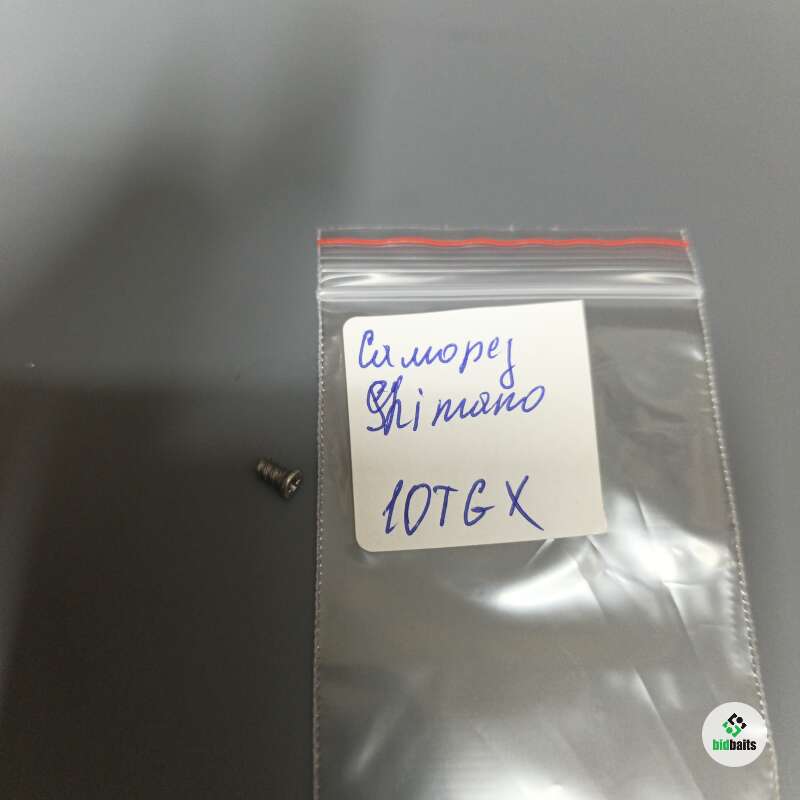 Саморез
Shimano
10TGX
bidbaits